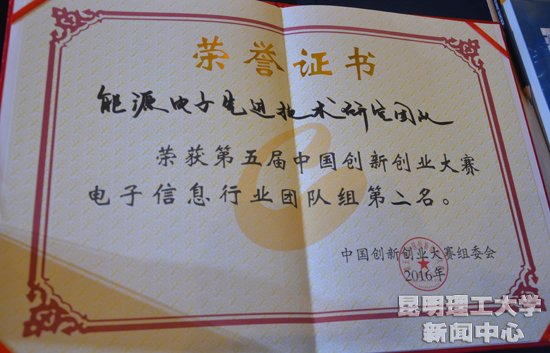 荣誉证书
能源电子先进技术研究团队
荣获第五届中国创新创业大赛
电子信息行业团队组第二名。
中国创新创业大赛组委会
2016年
昆明理工大学
新闻中心